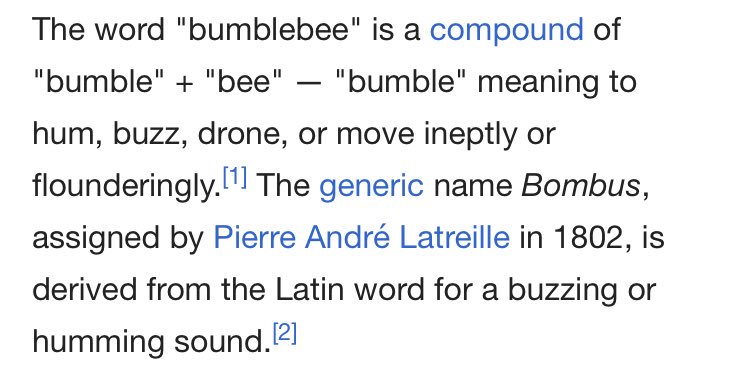 The word "bumblebee" is a compound of
"bumble" + "bee" — "bumble" meaning to
hum, buzz, drone, or move ineptly or
flounderingly.[1] The generic name Bombus,
assigned by Pierre André Latreille in 1802, is
derived from the Latin word for a buzzing or
humming sound.[2]